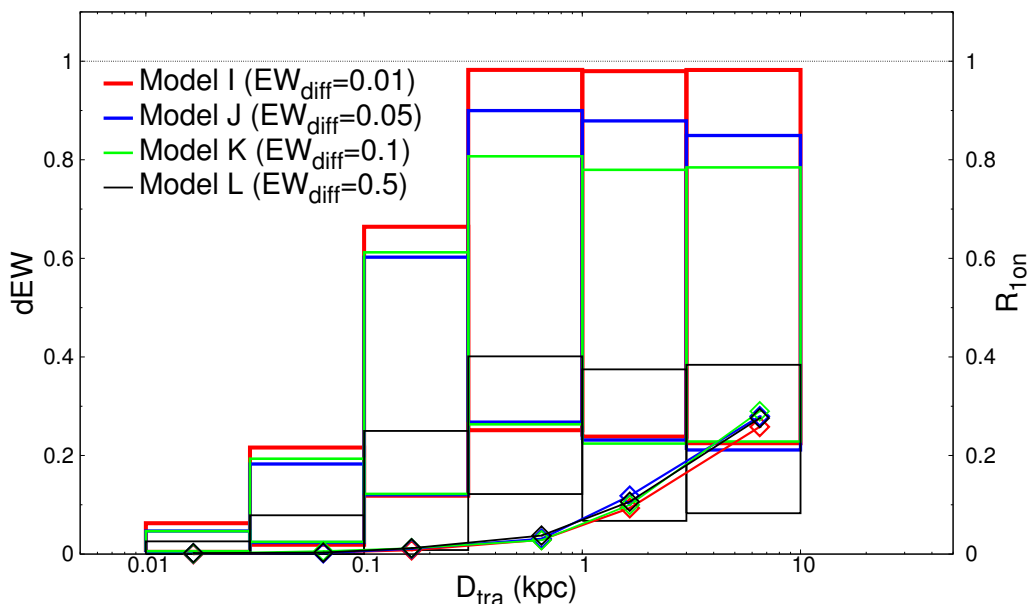 1
0.8
0.6
0.4
0.2
0
dEW
Model I (EW_diff=0.01)
Model J (EW_diff=0.05)
Model K (EW_diff=0.1)
Model L (EW_diff=0.5)
1
0.8
0.6
0.4
0.2
0
R_1on
0.01 0.1 1 10
D_tra (kpc)